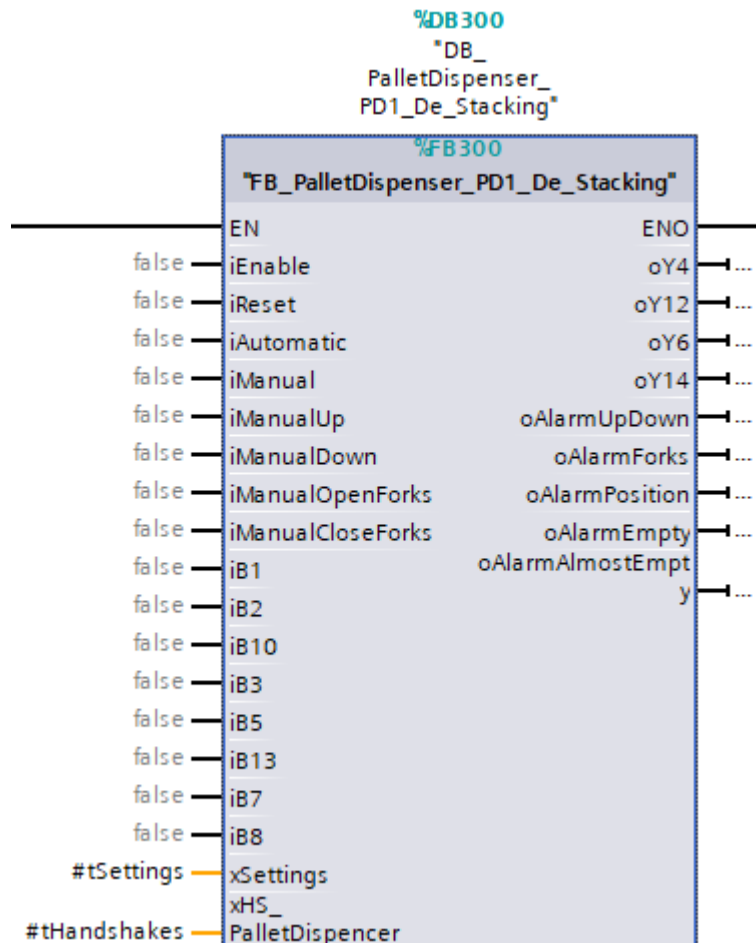 %DB300
"DB_
PalletDispenser_
PD1_De_Stacking"
%FB300
"FB_PalletDispenser_PD1_De_Stacking"
EN ENO
false iEnable oY4 ...
false iReset oY12 ...
false iAutomatic oY6 ...
false iManual oY14 ...
false iManualUp oAlarmUpDown ...
false iManualDown oAlarmForks ...
false iManualOpenForks oAlarmPosition ...
false iManualCloseForks oAlarmEmpty ...
false iB1 oAlarmAlmostEmpt
y ...
false iB2
false iB10
false iB3
false iB5
false iB13
false iB7
false iB8
#tSettings xSettings
xHS_
#tHandshakes PalletDispencer